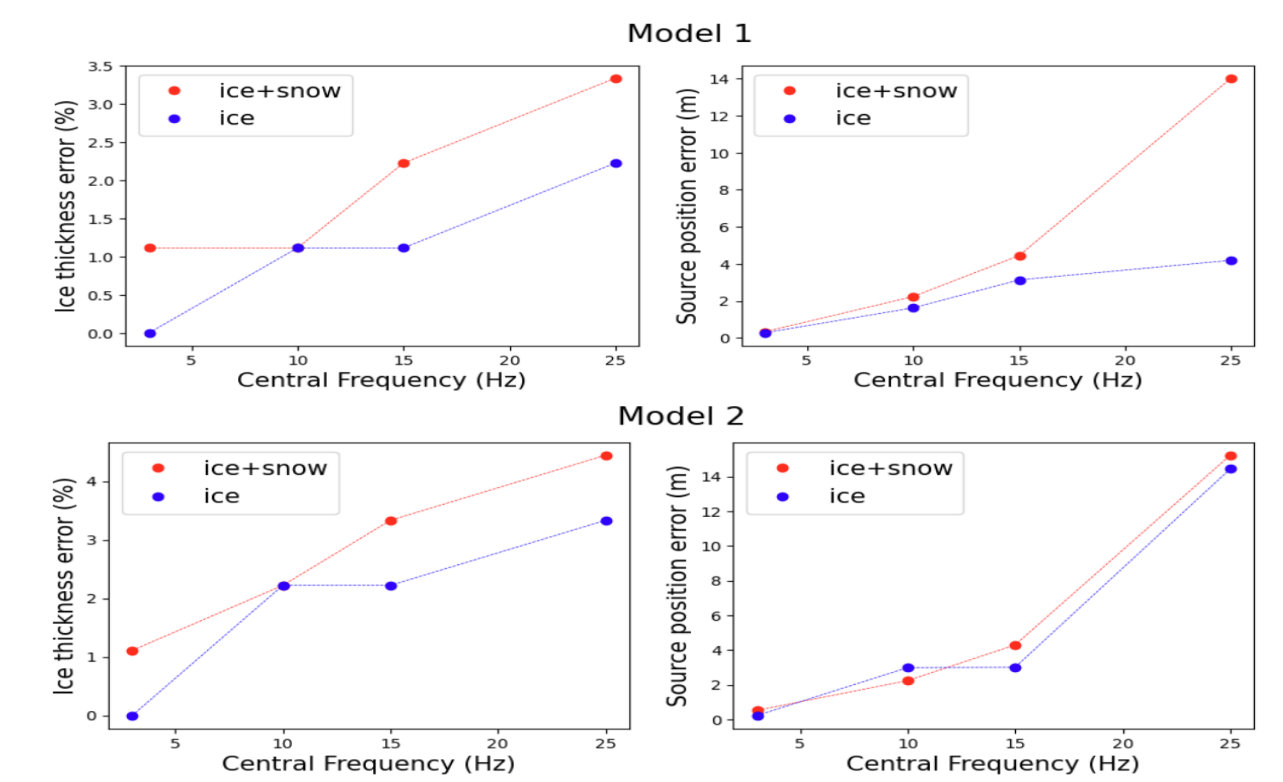 Model 1
Ice thickness error (%)
3.5
3.0
2.5
2.0
1.5
1.0
0.5
0.0
ice+snow
ice
5 10 15 20 25
Central Frequency (Hz)
Source position error (m)
14
12
10
8
6
4
2
0
ice+snow
ice
5 10 15 20 25
Central Frequency (Hz)
Model 2
Ice thickness error (%)
4
3
2
1
0
ice+snow
ice
5 10 15 20 25
Central Frequency (Hz)
Source position error (m)
14
12
10
8
6
4
2
0
ice+snow
ice
5 10 15 20 25
Central Frequency (Hz)